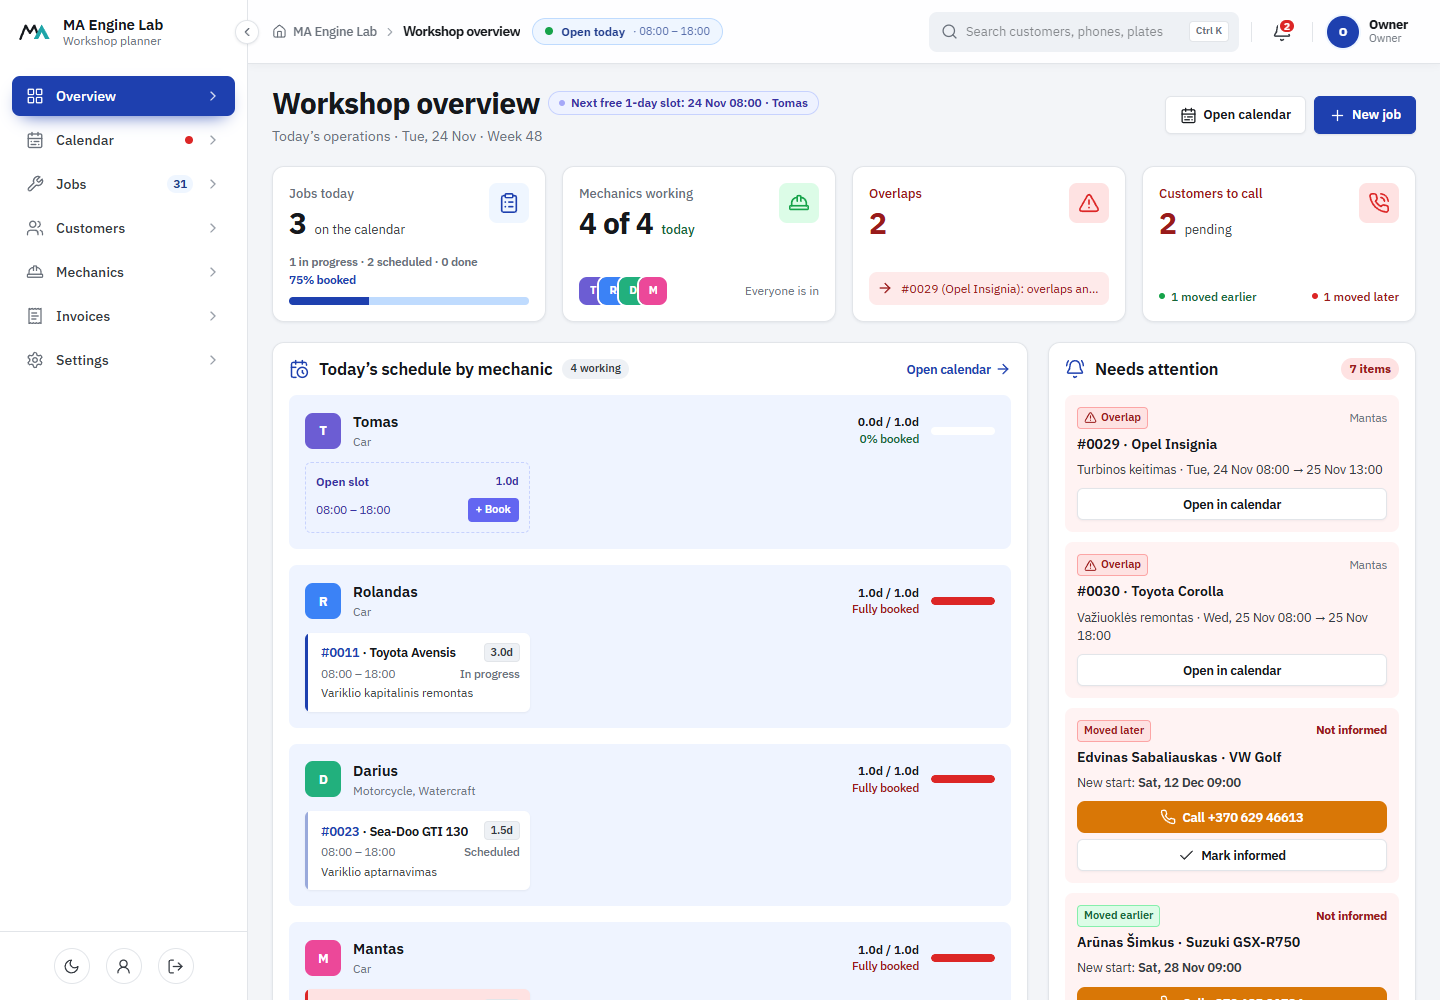 MA Engine Lab
Workshop planner
Overview
Calendar
Jobs 31
Customers
Mechanics
Invoices
Settings
MA Engine Lab > Workshop overview
Open today · 08:00 – 18:00
Search customers, phones, plates Ctrl K
2
O
Owner
Owner
Workshop overview
Next free 1-day slot: 24 Nov 08:00 · Tomas
Today’s operations · Tue, 24 Nov · Week 48
Open calendar
+ New job
Jobs today
3 on the calendar
1 in progress · 2 scheduled · 0 done
75% booked
Mechanics working
4 of 4 today
T R D M
Everyone is in
Overlaps
2
#0029 (Opel Insignia): overlaps an...
Customers to call
2 pending
1 moved earlier
1 moved later
Today’s schedule by mechanic 4 working
Open calendar
T
Tomas
Car
0.0d / 1.0d
0% booked
Open slot 1.0d
08:00 – 18:00 + Book
R
Rolandas
Car
1.0d / 1.0d
Fully booked
#0011 · Toyota Avensis 3.0d
08:00 – 18:00 In progress
Variklio kapitalinis remontas
D
Darius
Motorcycle, Watercraft
1.0d / 1.0d
Fully booked
#0023 · Sea-Doo GTI 130 1.5d
08:00 – 18:00 Scheduled
Variklio aptarnavimas
M
Mantas
Car
1.0d / 1.0d
Fully booked
Needs attention 7 items
Overlap Mantas
#0029 · Opel Insignia
Turbinos keitimas · Tue, 24 Nov 08:00 → 25 Nov 13:00
Open in calendar
Overlap Mantas
#0030 · Toyota Corolla
Važiuoklės remontas · Wed, 25 Nov 08:00 → 25 Nov
18:00
Open in calendar
Moved later Not informed
Edvinas Sabaliauskas · VW Golf
New start: Sat, 12 Dec 09:00
Call +370 629 46613
Mark informed
Moved earlier Not informed
Arūnas Šimkus · Suzuki GSX-R750
New start: Sat, 28 Nov 09:00